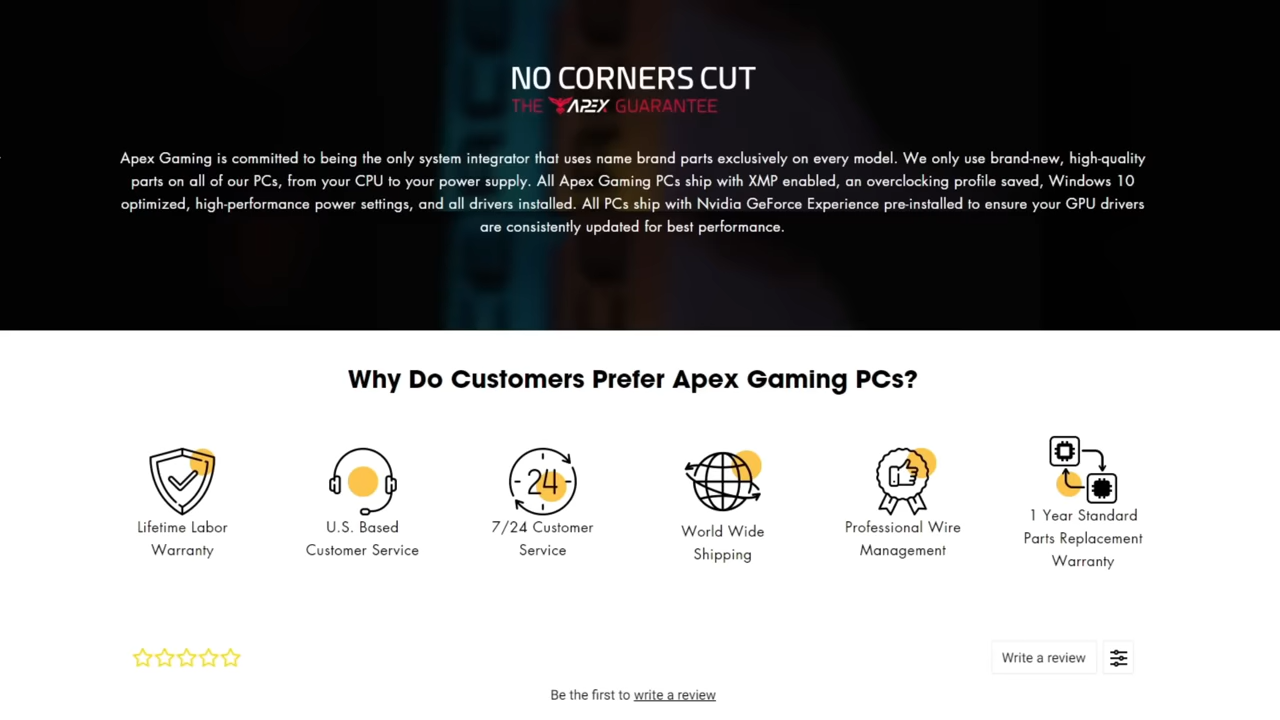 NO CORNERS CUT
THE APEX GUARANTEE
Apex Gaming is committed to being the only system integrator that uses name brand parts exclusively on every model. We only use brand-new, high-quality
parts on all of our PCs, from your CPU to your power supply. All Apex Gaming PCs ship with XMP enabled, an overclocking profile saved, Windows 10
optimized, high-performance power settings, and all drivers installed. All PCs ship with Nvidia GeForce Experience pre-installed to ensure your GPU drivers
are consistently updated for best performance.
Why Do Customers Prefer Apex Gaming PCs?
24
Lifetime Labor
Warranty
U.S. Based
Customer Service
7/24 Customer
Service
World Wide
Shipping
Professional Wire
Management
1 Year Standard
Parts Replacement
Warranty
Write a review
Be the first to write a review